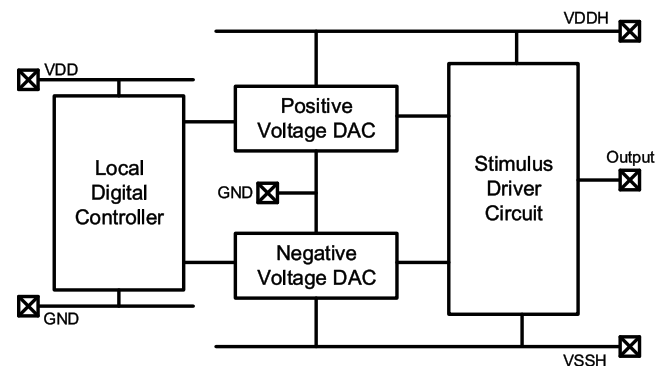 VDDH
VDD
Positive
Voltage DAC
Local
Digital
Controller
GND
Stimulus
Driver
Circuit
Output
Negative
Voltage DAC
GND
VSSH